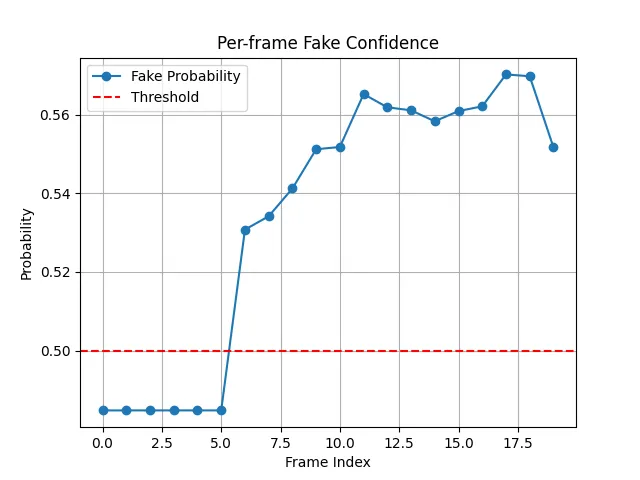 Per-frame Fake Confidence
Fake Probability
Threshold
0.56
0.54
0.52
0.50
Probability
0.0 2.5 5.0 7.5 10.0 12.5 15.0 17.5
Frame Index